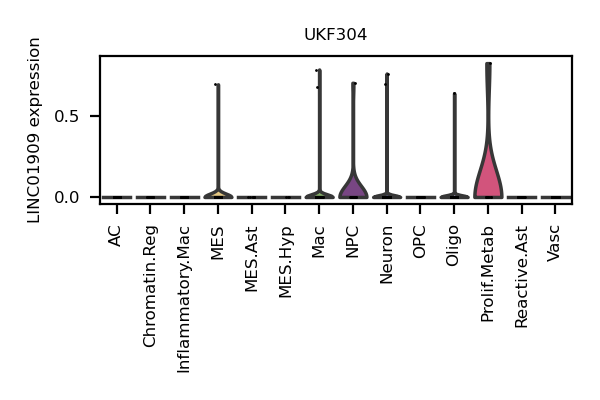 UKF304
LINC01909 expression
0.5
0.0
AC
Chromatin.Reg
Inflammatory.Mac
MES
MES.Ast
MES.Hyp
Mac
NPC
Neuron
OPC
Oligo
Prolif.Metab
Reactive.Ast
Vasc